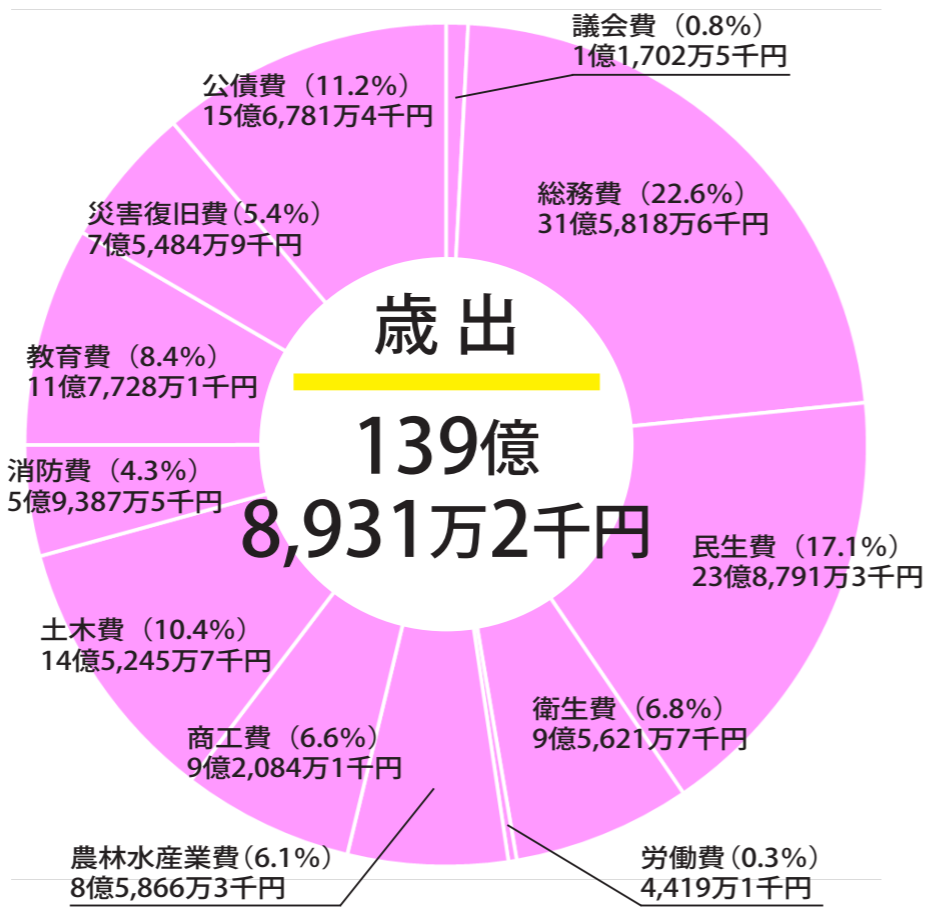 議会費（0.8%）
1億1,702万5千円
公債費（11.2%）
15億6,781万4千円
総務費（22.6%）
31億5,818万6千円
災害復旧費（5.4%）
7億5,484万9千円
歳出
教育費（8.4%）
11億7,728万1千円
139億
8,931万2千円
消防費（4.3%）
5億9,387万5千円
民生費（17.1%）
23億8,791万3千円
土木費（10.4%）
14億5,245万7千円
衛生費（6.8%）
9億5,621万7千円
商工費（6.6%）
9億2,084万1千円
農林水産業費（6.1%）
8億5,866万3千円
労働費（0.3%）
4,419万1千円